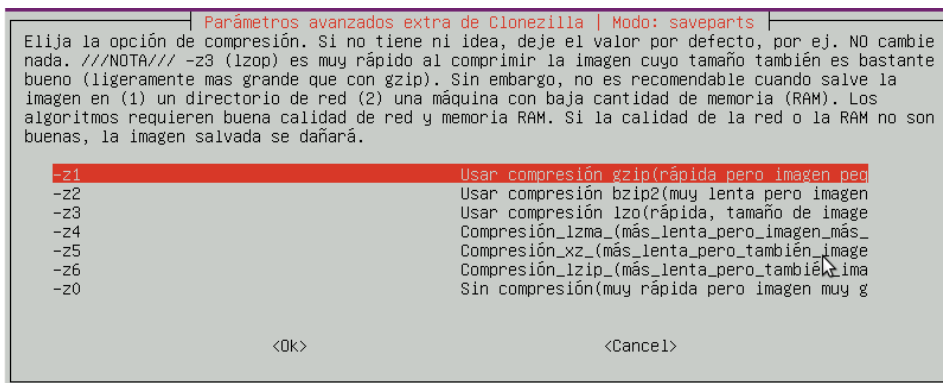 Parámetros avanzados extra de Clonezilla | Modo: saveparts
Elija la opción de compresión. Si no tiene ni idea, deje el valor por defecto, por ej. NO cambie
nada. ///NOTA/// -z3 (lzop) es muy rápido al comprimir la imagen cuyo tamaño también es bastante
bueno (ligeramente mas grande que con gzip). Sin embargo, no es recomendable cuando salve la
imagen en (1) un directorio de red (2) una máquina con baja cantidad de memoria (RAM). Los
algoritmos requieren buena calidad de red y memoria RAM. Si la calidad de la red o la RAM no son
buenas, la imagen salvada se dañará.
-z1 Usar compresión gzip(rápida pero imagen peq
-z2 Usar compresión bzip2(muy lenta pero imagen
-z3 Usar compresión lzo(rápida, tamaño de image
-z4 Compresión_lzma_(más_lenta_pero_imagen_más_
-z5 Compresión_xz_(más_lenta_pero_también_image
-z6 Compresión_lzip_(más_lenta_pero_también_ima
-z0 Sin compresión(muy rápida pero imagen muy g
<Ok> <Cancel>